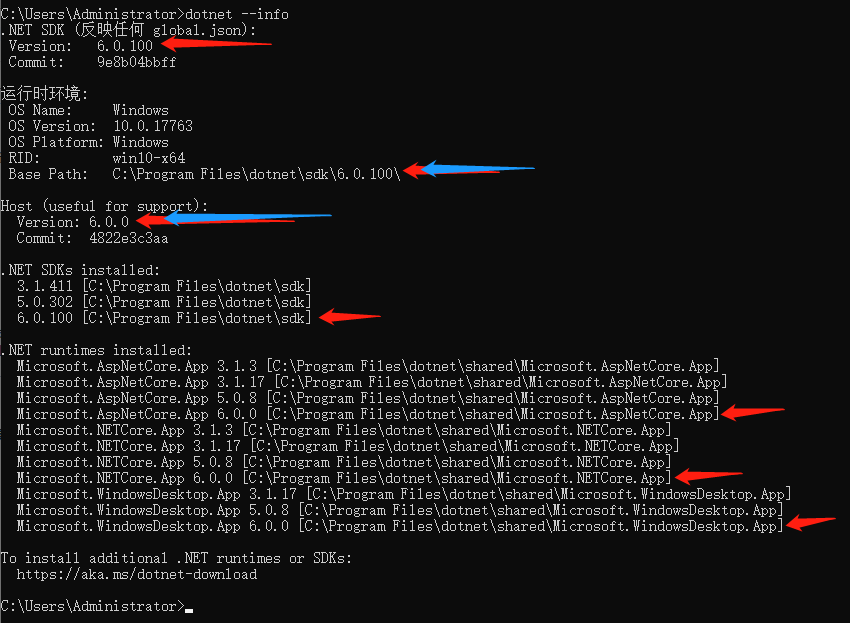 C:\Users\Administrator>dotnet --info
.NET SDK (反映任何 global.json):
Version: 6.0.100
Commit: 9e8b04bbff
运行时环境:
OS Name: Windows
OS Version: 10.0.17763
OS Platform: Windows
RID: win10-x64
Base Path: C:\Program Files\dotnet\sdk\6.0.100\
Host (useful for support):
Version: 6.0.0
Commit: 4822e3c3aa
.NET SDKs installed:
3.1.411 [C:\Program Files\dotnet\sdk]
5.0.302 [C:\Program Files\dotnet\sdk]
6.0.100 [C:\Program Files\dotnet\sdk]
.NET runtimes installed:
Microsoft.AspNetCore.App 3.1.3 [C:\Program Files\dotnet\shared\Microsoft.AspNetCore.App]
Microsoft.AspNetCore.App 3.1.17 [C:\Program Files\dotnet\shared\Microsoft.AspNetCore.App]
Microsoft.AspNetCore.App 5.0.8 [C:\Program Files\dotnet\shared\Microsoft.AspNetCore.App]
Microsoft.AspNetCore.App 6.0.0 [C:\Program Files\dotnet\shared\Microsoft.AspNetCore.App]
Microsoft.NETCore.App 3.1.3 [C:\Program Files\dotnet\shared\Microsoft.NETCore.App]
Microsoft.NETCore.App 3.1.17 [C:\Program Files\dotnet\shared\Microsoft.NETCore.App]
Microsoft.NETCore.App 5.0.8 [C:\Program Files\dotnet\shared\Microsoft.NETCore.App]
Microsoft.NETCore.App 6.0.0 [C:\Program Files\dotnet\shared\Microsoft.NETCore.App]
Microsoft.WindowsDesktop.App 3.1.17 [C:\Program Files\dotnet\shared\Microsoft.WindowsDesktop.App]
Microsoft.WindowsDesktop.App 5.0.8 [C:\Program Files\dotnet\shared\Microsoft.WindowsDesktop.App]
Microsoft.WindowsDesktop.App 6.0.0 [C:\Program Files\dotnet\shared\Microsoft.WindowsDesktop.App]
To install additional .NET runtimes or SDKs:
https://aka.ms/dotnet-download
C:\Users\Administrator>